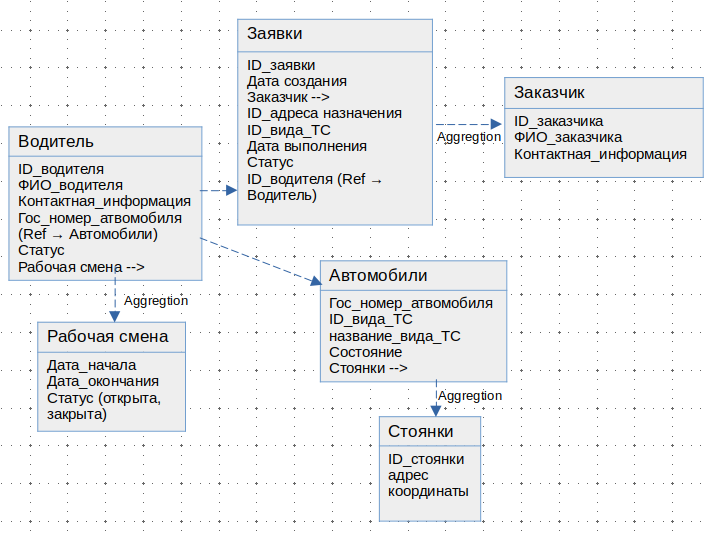 Заявки
ID_заявки
Дата создания
Заказчик -->
ID_адреса назначения
ID_вида_ТС
Дата выполнения
Статус
ID_водителя (Ref →
Водитель)
Заказчик
ID_заказчика
ФИО_заказчика
Контактная_информация
Aggregtion
Водитель
ID_водителя
ФИО_водителя
Контактная_информация
Гос_номер_атвомобиля
(Ref → Автомобили)
Статус
Рабочая смена -->
Aggregtion
Автомобили
Гос_номер_атвомобиля
ID_вида_ТС
название_вида_ТС
Состояние
Стоянки -->
Рабочая смена
Дата_начала
Дата_окончания
Статус (открыта,
закрыта)
Aggregtion
Стоянки
ID_стоянки
адрес
координаты